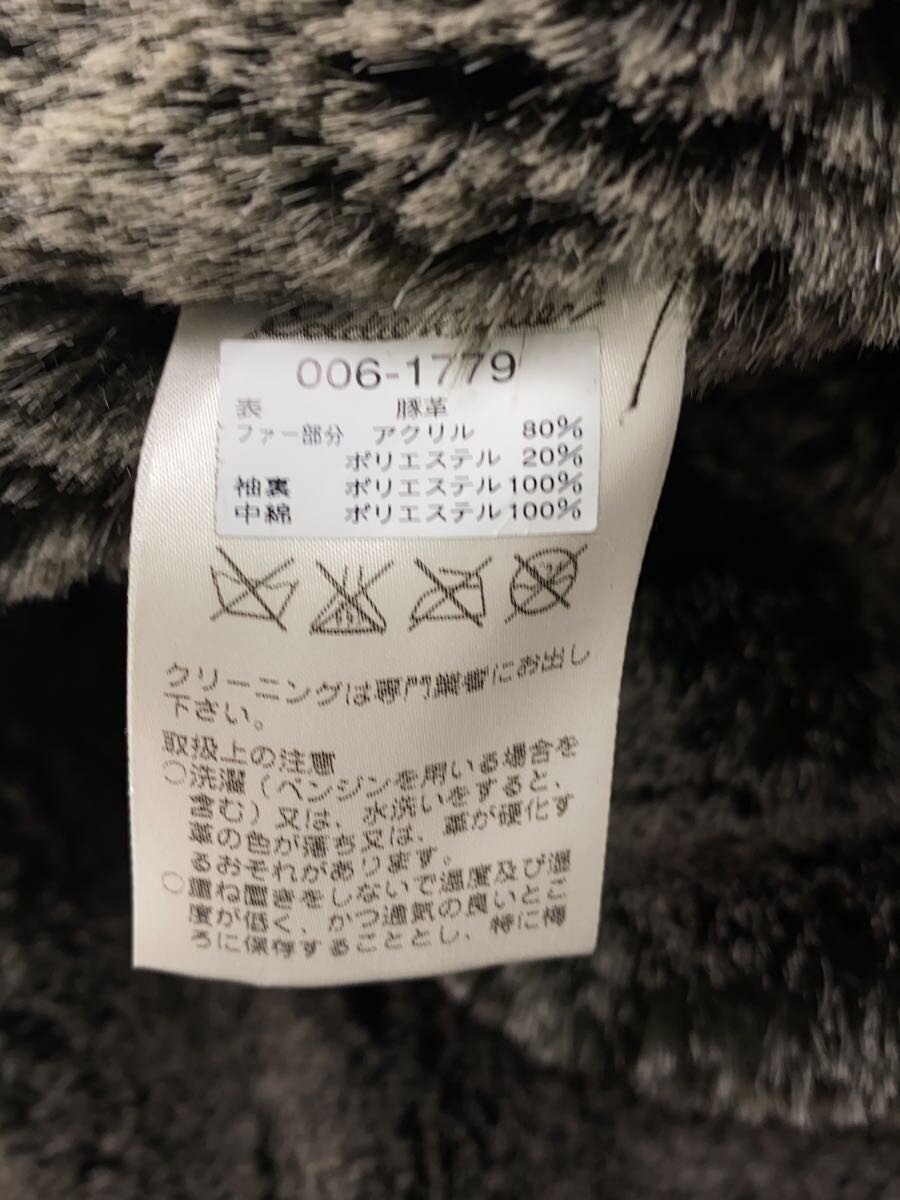 006-1779
表 豚革
ファー部分 アクリル 80%
ポリエステル 20%
袖裏 ポリエステル 100%
中綿 ポリエステル 100%
クリーニングは専門業者にお出し
下さい。
取扱上の注意
○洗濯(ベンジンを用いる場合を
含む)又は、水洗いをすると、
革の色が落ち又は、革が硬化す
るおそれがあります。
○重ね置きをしないで温度及び湿
度が低く、かつ通気の良いとこ
ろに保存することとし、特に梅